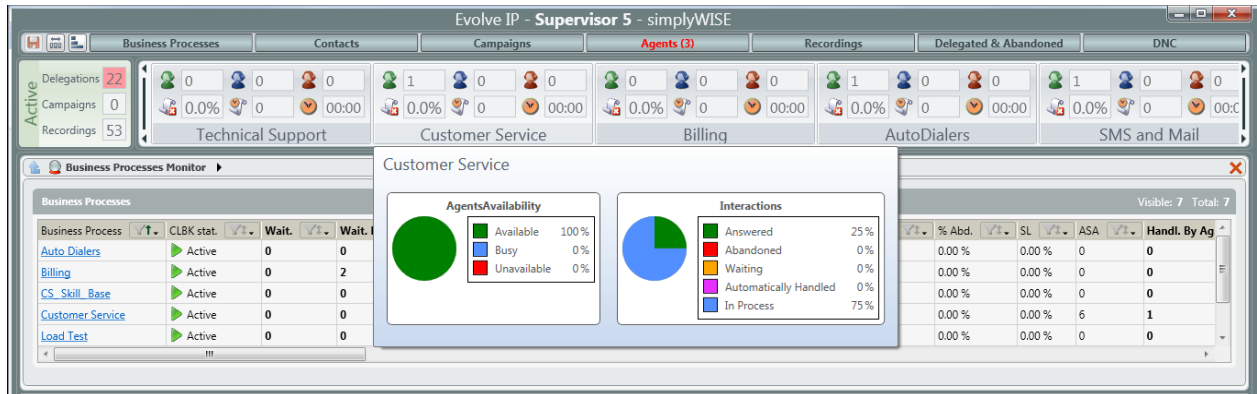 Evolve IP - Supervisor 5 - simplyWISE
Business Processes Contacts Campaigns Agents (3) Recordings Delegated & Abandoned DNC
Active
Delegations 22
Campaigns 0
Recordings 53
0 0 0
0.0% 0 00:00
Technical Support
1 0 0
0.0% 0 00:00
Customer Service
0 0 0
0.0% 0 00:00
Billing
1 0 0
0.0% 0 00:00
AutoDialers
1 0 0
0.0% 0
SMS and Mail
Business Processes Monitor
Business Processes
Visible: 7 Total: 7
Business Process CLBK stat. Wait. Wait. % Abd. SL ASA Handl. By Ag
Auto Dialers Active 0 0 0.00 % 0.00 % 0 0
Billing Active 0 2 0.00 % 0.00 % 0 0
CS_Skill_Base Active 0 0 0.00 % 0.00 % 0 0
Customer Service Active 0 0 0.00 % 0.00 % 6 1
Load Test Active 0 0 0.00 % 0.00 % 0 0
Customer Service
AgentsAvailability
Available 100%
Busy 0%
Unavailable 0%
Interactions
Answered 25%
Abandoned 0%
Waiting 0%
Automatically Handled 0%
In Process 75%